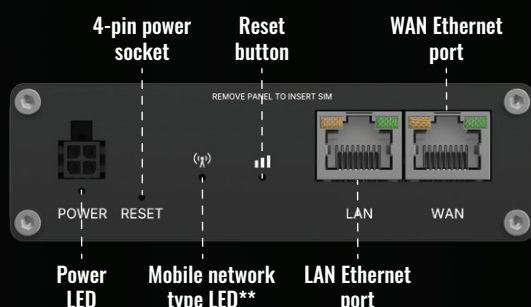 4-pin power
socket
Reset
button
WAN Ethernet
port
REMOVE PANEL TO INSERT SIM
POWER
RESET
LAN
WAN
Power
LED
Mobile network
type LED**
LAN Ethernet
port